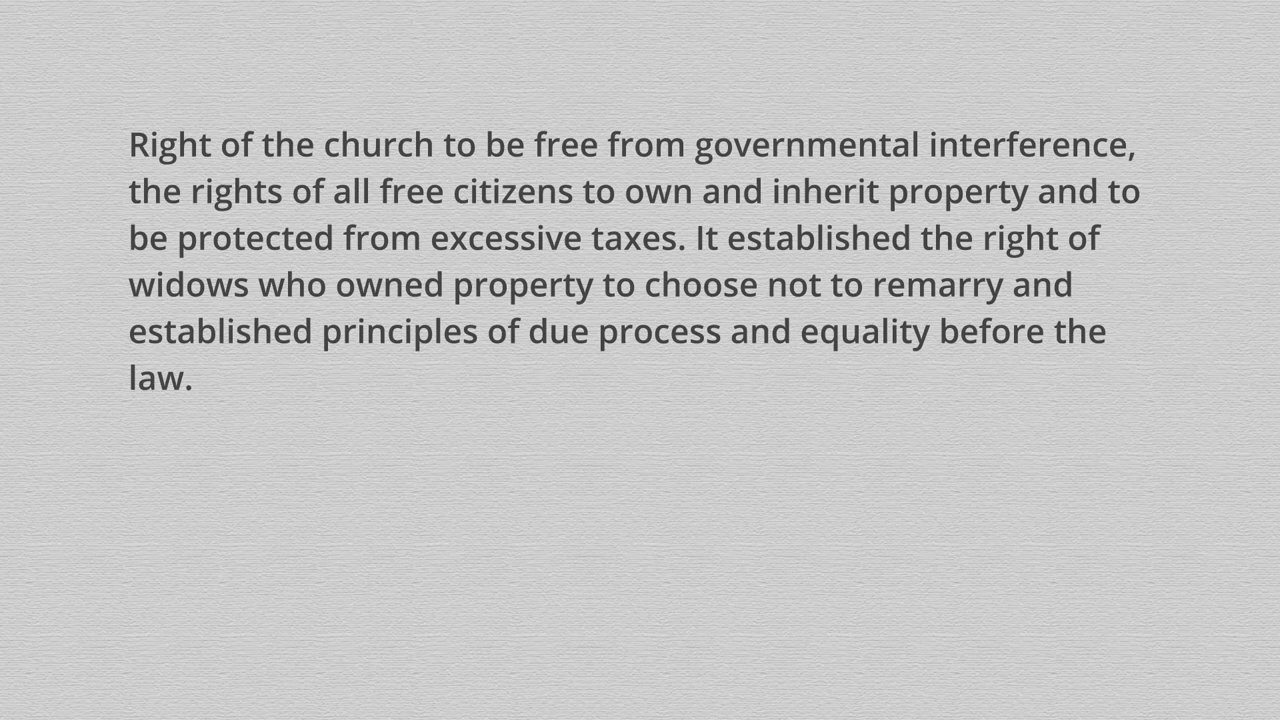 Right of the church to be free from governmental interference,
the rights of all free citizens to own and inherit property and to
be protected from excessive taxes. It established the right of
widows who owned property to choose not to remarry and
established principles of due process and equality before the
law.